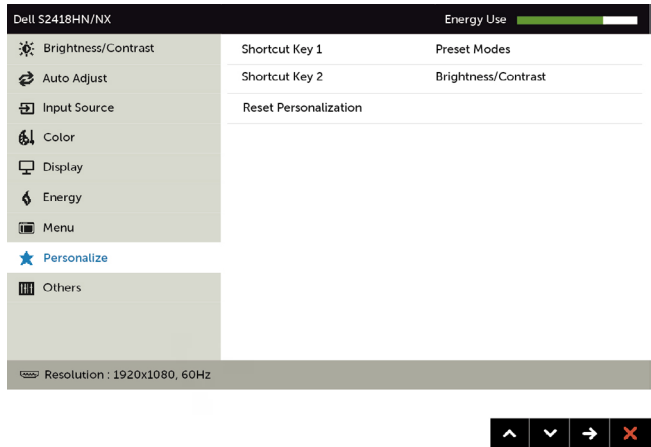 Dell S2418HN/NX Energy Use
Brightness/Contrast
Auto Adjust
Input Source
Color
Display
Energy
Menu
Personalize
Others
Shortcut Key 1 Preset Modes
Shortcut Key 2 Brightness/Contrast
Reset Personalization
Resolution : 1920x1080, 60Hz